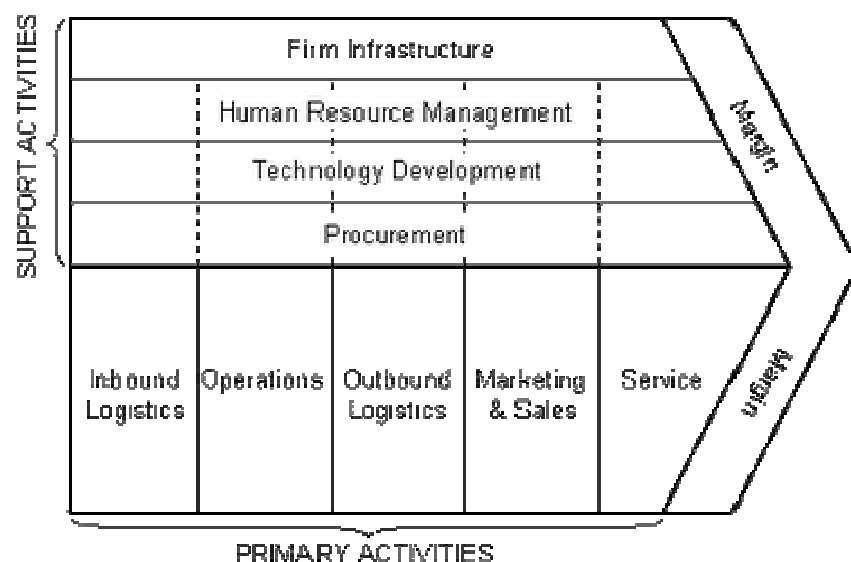 SUPPORT ACTIVITIES
Firm Infrastructure
Human Resource Management
Technology Development
Procurement
Margin
Inbound
Logistics
Operations
Outbound
Logistics
Marketing
& Sales
Service
Margin
PRIMARY ACTIVITIES